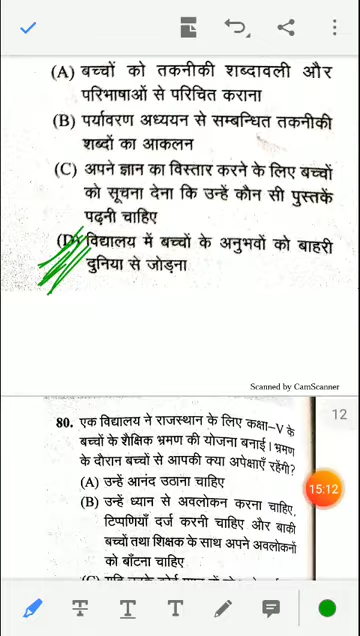 (A) बच्चों को तकनीकी शब्दावली और
परिभाषाओं से परिचित कराना
(B) पर्यावरण अध्ययन से सम्बन्धित तकनीकी
शब्दों का आकलन
(C) अपने ज्ञान का विस्तार करने के लिए बच्चों
को सूचना देना कि उन्हें कौन सी पुस्तकें
पढ़नी चाहिए
(D) विद्यालय में बच्चों के अनुभवों को बाहरी
दुनिया से जोड़ना
Scanned by CamScanner
12
80. एक विद्यालय ने राजस्थान के लिए कक्षा-V के
बच्चों के शैक्षिक भ्रमण की योजना बनाई। भ्रमण
के दौरान बच्चों से आपकी क्या अपेक्षाएँ रहेंगी?
15:12
(A) उन्हें आनंद उठाना चाहिए
(B) उन्हें ध्यान से अवलोकन करना चाहिए,
टिप्पणियाँ दर्ज करनी चाहिए और बाकी
बच्चों तथा शिक्षक के साथ अपने अवलोकनों
को बाँटना चाहिए
T T T